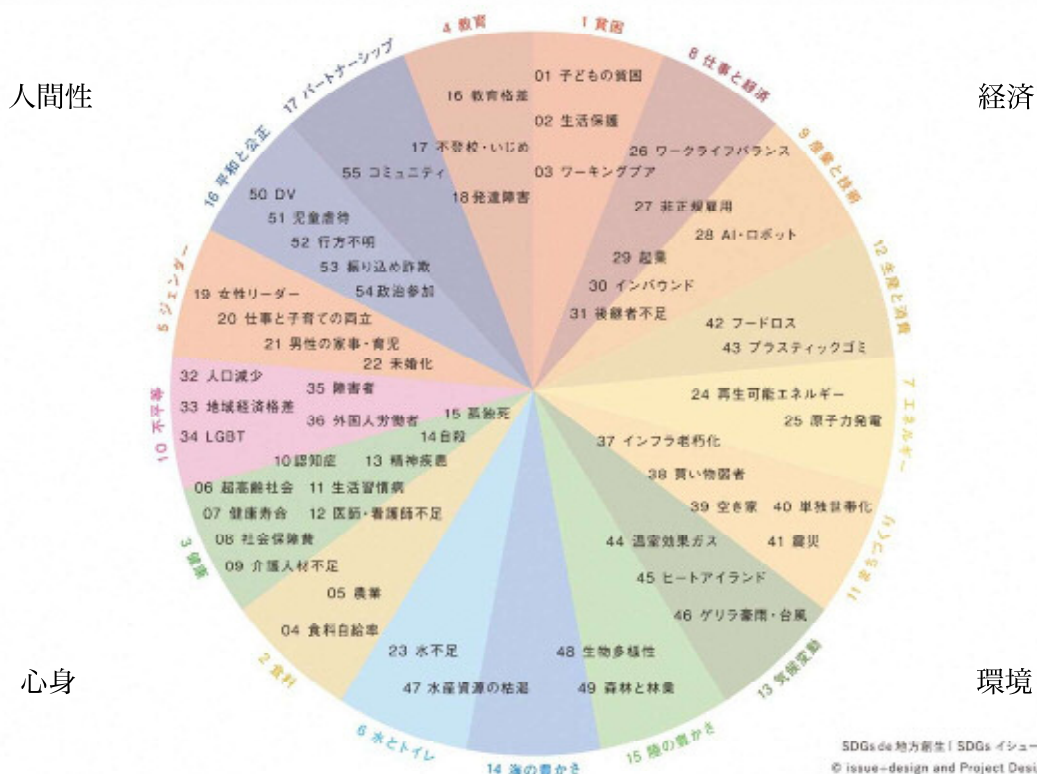 人間性
経済
心身
環境
4 教育
1 貧困
8 仕事と経済
9 産業と技術
12 生産と消費
7 エネルギー
11 まちづくり
13 気候変動
15 陸の豊かさ
14 海の豊かさ
6 水とトイレ
2 食料
3 健康
10 不平等
5 ジェンダー
16 平和と公正
17 パートナーシップ
01 子どもの貧困
02 生活保護
03 ワーキングプア
26 ワークライフバランス
27 非正規雇用
28 AI・ロボット
29 起業
30 インバウンド
31 後継者不足
42 フードロス
43 プラスティックゴミ
24 再生可能エネルギー
25 原子力発電
37 インフラ老朽化
38 買い物弱者
39 空き家
40 単独世帯化
41 震災
44 温室効果ガス
45 ヒートアイランド
46 ゲリラ豪雨・台風
48 生物多様性
49 森林と林業
23 水不足
47 水産資源の枯渇
05 農業
04 食料自給率
15 孤独死
14 自殺
10 認知症
13 精神疾患
06 超高齢社会
11 生活習慣病
07 健康寿命
12 医師・看護師不足
08 社会保障費
09 介護人材不足
32 人口減少
35 障害者
33 地域経済格差
36 外国人労働者
34 LGBT
19 女性リーダー
20 仕事と子育ての両立
21 男性の家事・育児
22 未婚化
50 DV
51 児童虐待
52 行方不明
53 振り込め詐欺
54 政治参加
55 コミュニティ
16 教育格差
17 不登校・いじめ
18 発達障害
SDGs de 地方創生｜SDGs イシュー
© issue+design and Project Desi